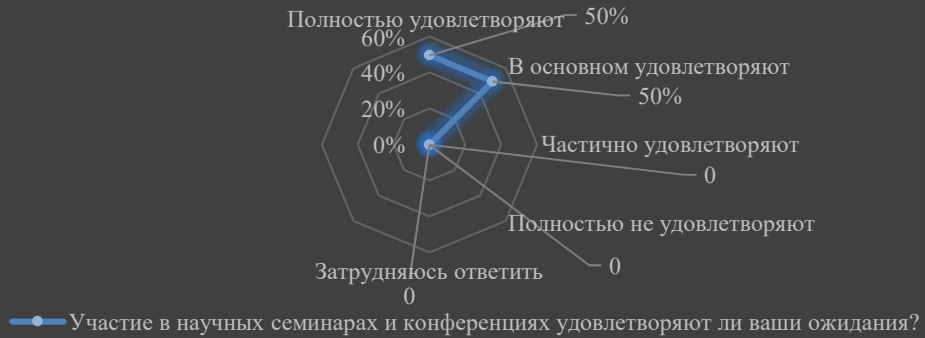 Полностью удовлетворяют
50%
60%
В основном удовлетворяют
40%
50%
20%
0%
Частично удовлетворяют
0
Полностью не удовлетворяют
0
Затрудняюсь ответить
0
Участие в научных семинарах и конференциях удовлетворяют ли ваши ожидания?